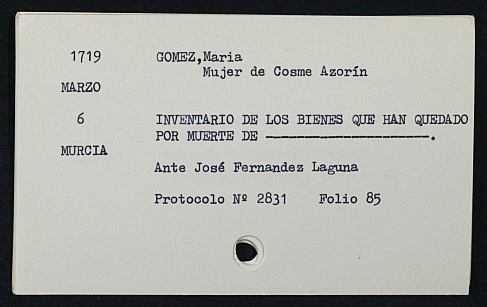 1719 GOMEZ,Maria
Mujer de Cosme Azorín
MARZO
6 INVENTARIO DE LOS BIENES QUE HAN QUEDADO
POR MUERTE DE ---------------------.
MURCIA
Ante José Fernandez Laguna
Protocolo Nº 2831 Folio 85